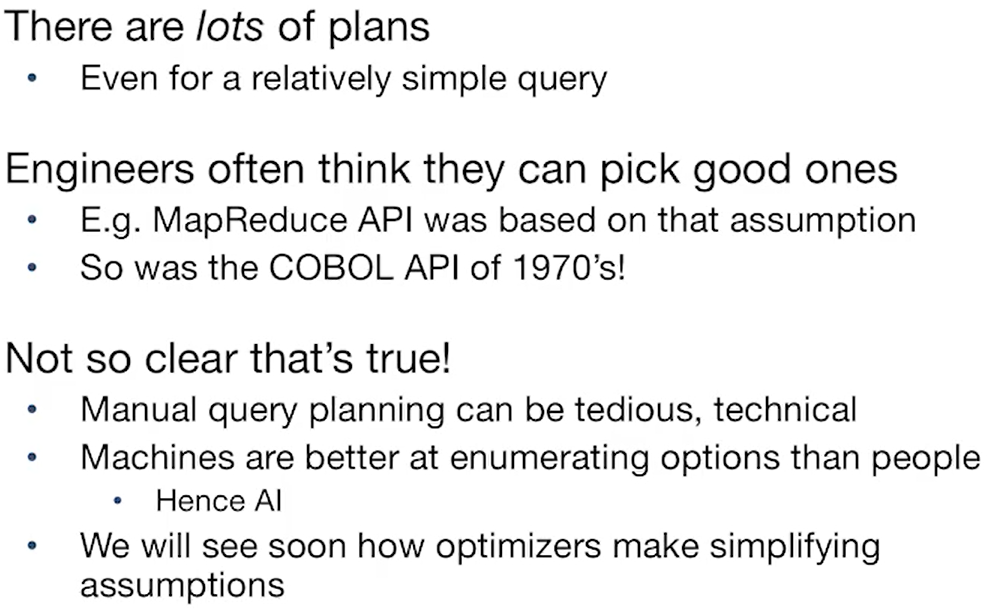 There are lots of plans
• Even for a relatively simple query
Engineers often think they can pick good ones
• E.g. MapReduce API was based on that assumption
• So was the COBOL API of 1970's!
Not so clear that's true!
• Manual query planning can be tedious, technical
• Machines are better at enumerating options than people
• Hence AI
• We will see soon how optimizers make simplifying
assumptions